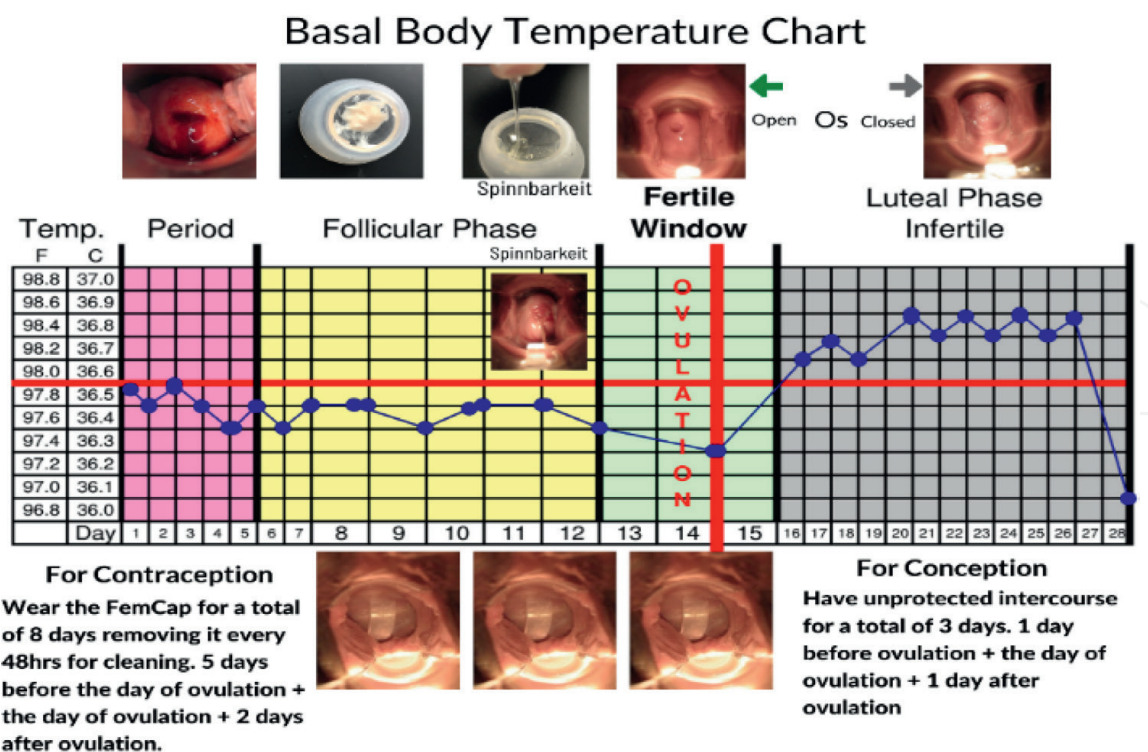 Basal Body Temperature Chart
Open Os Closed
Spinnbarkeit
Fertile
Window
Luteal Phase
Infertile
Temp. Period Follicular Phase
F C
Spinnbarkeit
98.8 37.0
98.6 36.9
98.4 36.8
98.2 36.7
98.0 36.6
97.8 36.5
97.6 36.4
97.4 36.3
97.2 36.2
97.0 36.1
96.8 36.0
OVULATION
Day 1 2 3 4 5 6 7 8 9 10 11 12 13 14 15 16 17 18 19 20 21 22 23 24 25 26 27 28
For Contraception
Wear the FemCap for a total
of 8 days removing it every
48hrs for cleaning. 5 days
before the day of ovulation +
the day of ovulation + 2 days
after ovulation.
For Conception
Have unprotected intercourse
for a total of 3 days. 1 day
before ovulation + the day of
ovulation + 1 day after
ovulation